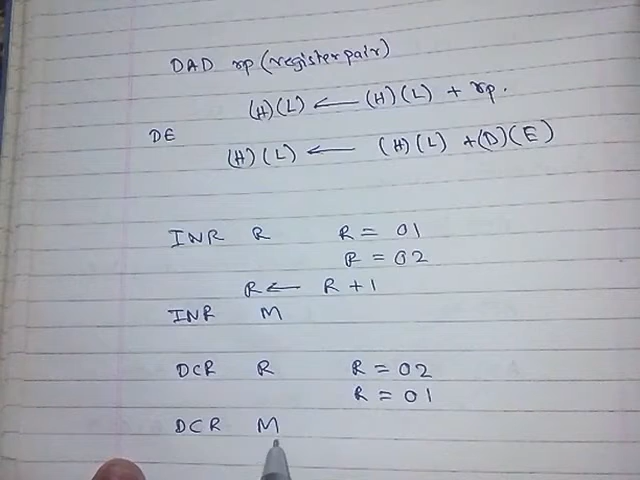 DAD rp (register pair)
(H)(L) ← (H)(L) + rp.
DE
(H)(L) ← (H)(L) +(D)(E)
INR R R = 01
R = 02
R ← R + 1
INR M
DCR R R = 02
R = 01
DCR M